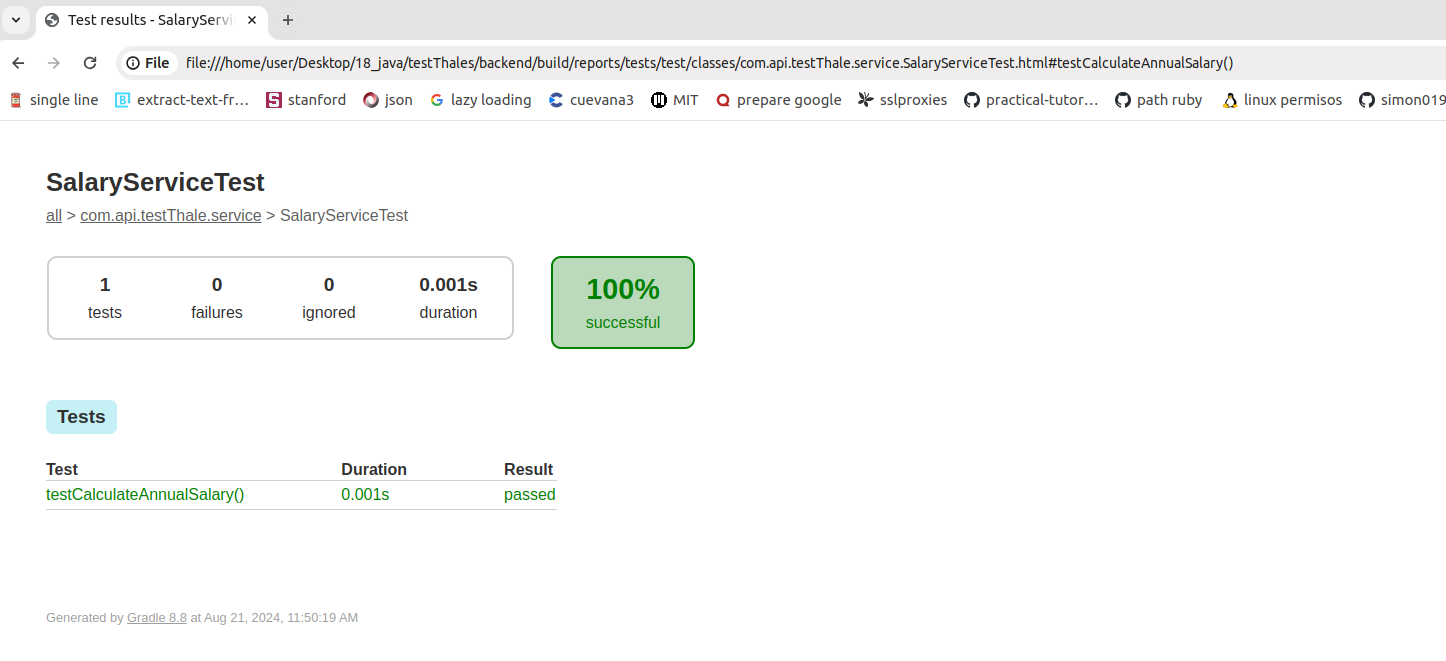 Test results - SalaryServi
File file:///home/user/Desktop/18_java/testThales/backend/build/reports/tests/test/classes/com.api.testThale.service.SalaryServiceTest.html#testCalculateAnnualSalary()
single line extract-text-fr… stanford json lazy loading cuevana3 MIT prepare google sslproxies practical-tutor… path ruby linux permisos simon019
SalaryServiceTest
all > com.api.testThale.service > SalaryServiceTest
1 0 0 0.001s 100%
tests failures ignored duration successful
Tests
Test Duration Result
testCalculateAnnualSalary() 0.001s passed
Generated by Gradle 8.8 at Aug 21, 2024, 11:50:19 AM